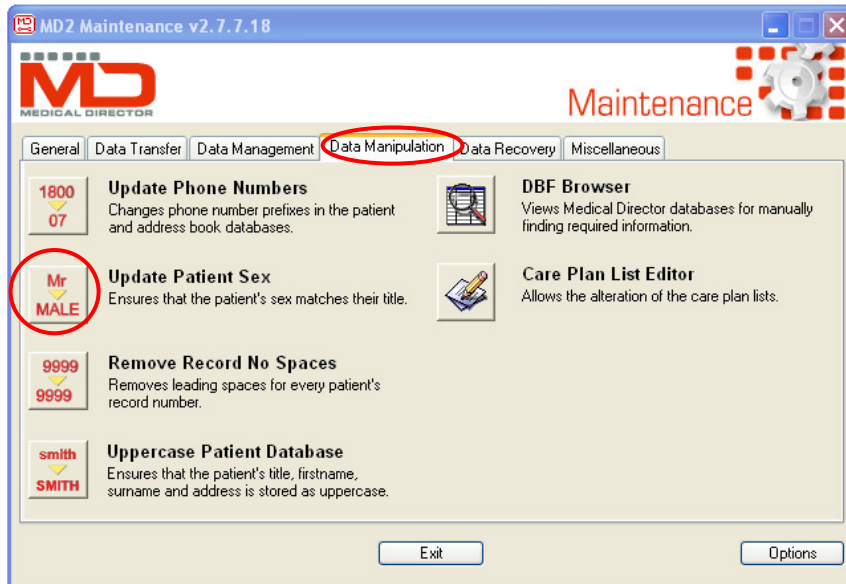 MD2 Maintenance v2.7.7.18
MD
MEDICAL DIRECTOR
Maintenance
General Data Transfer Data Management Data Manipulation Data Recovery Miscellaneous
1800
07
Update Phone Numbers
Changes phone number prefixes in the patient
and address book databases.
DBF Browser
Views Medical Director databases for manually
finding required information.
Mr
MALE
Update Patient Sex
Ensures that the patient's sex matches their title.
Care Plan List Editor
Allows the alteration of the care plan lists.
9999
9999
Remove Record No Spaces
Removes leading spaces for every patient's
record number.
smith
SMITH
Uppercase Patient Database
Ensures that the patient's title, firstname,
surname and address is stored as uppercase.
Exit
Options